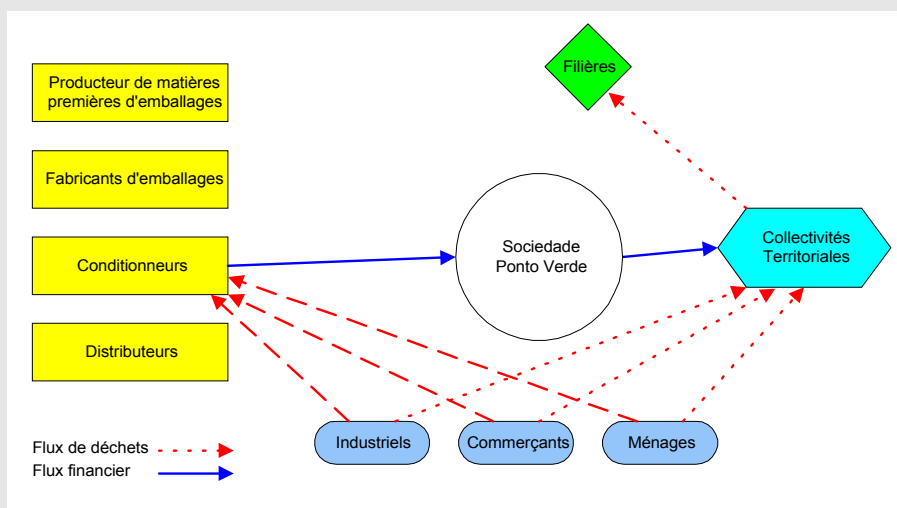 Producteur de matières
premières d'emballages
Filières
Fabricants d'emballages
Conditionneurs
Sociedade
Ponto Verde
Collectivités
Territoriales
Distributeurs
Industriels
Commerçants
Ménages
Flux de déchets
Flux financier